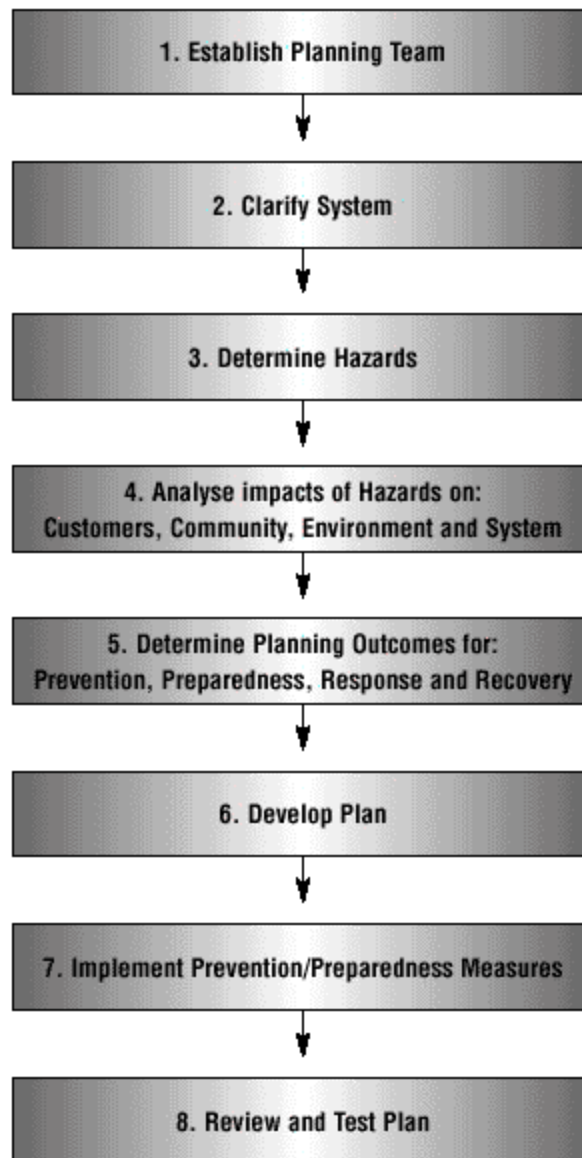 1. Establish Planning Team
2. Clarify System
3. Determine Hazards
4. Analyse impacts of Hazards on:
Customers, Community, Environment and System
5. Determine Planning Outcomes for:
Prevention, Preparedness, Response and Recovery
6. Develop Plan
7. Implement Prevention/Preparedness Measures
8. Review and Test Plan